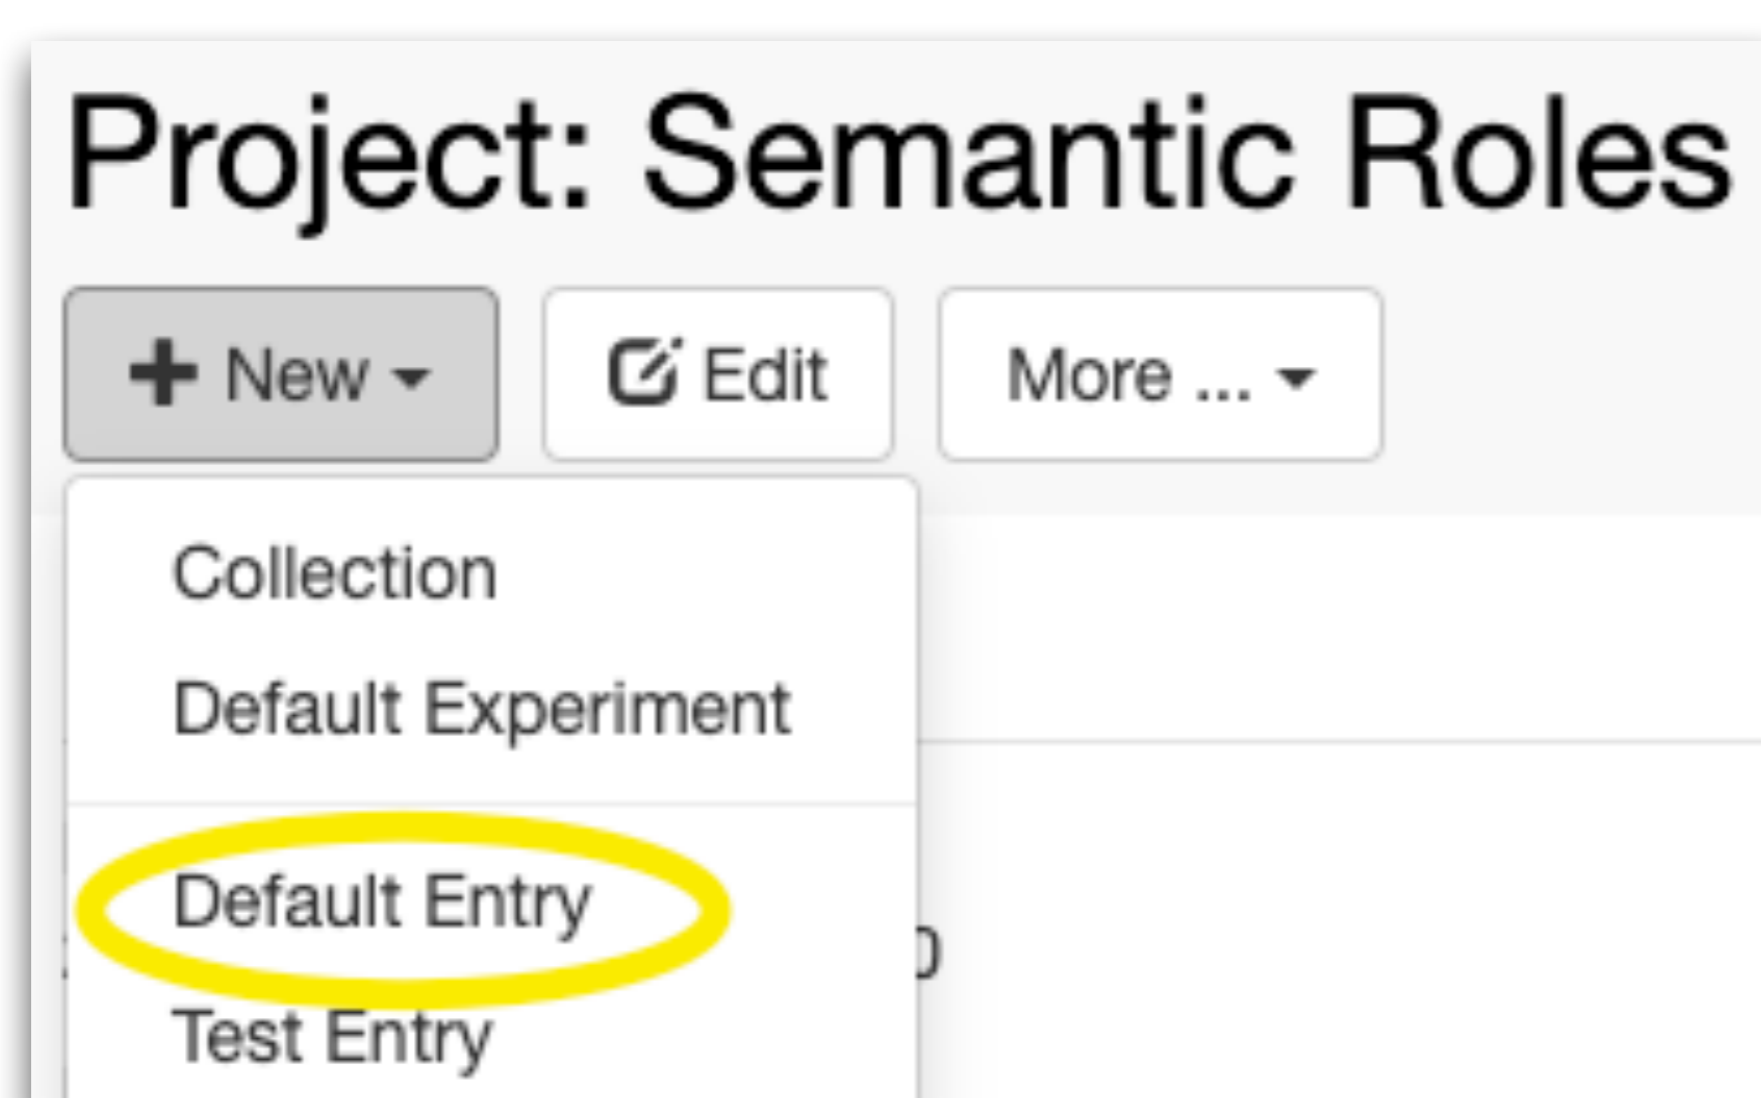 Project: Semantic Roles
New Edit More ...
Collection
Default Experiment
Default Entry
Test Entry